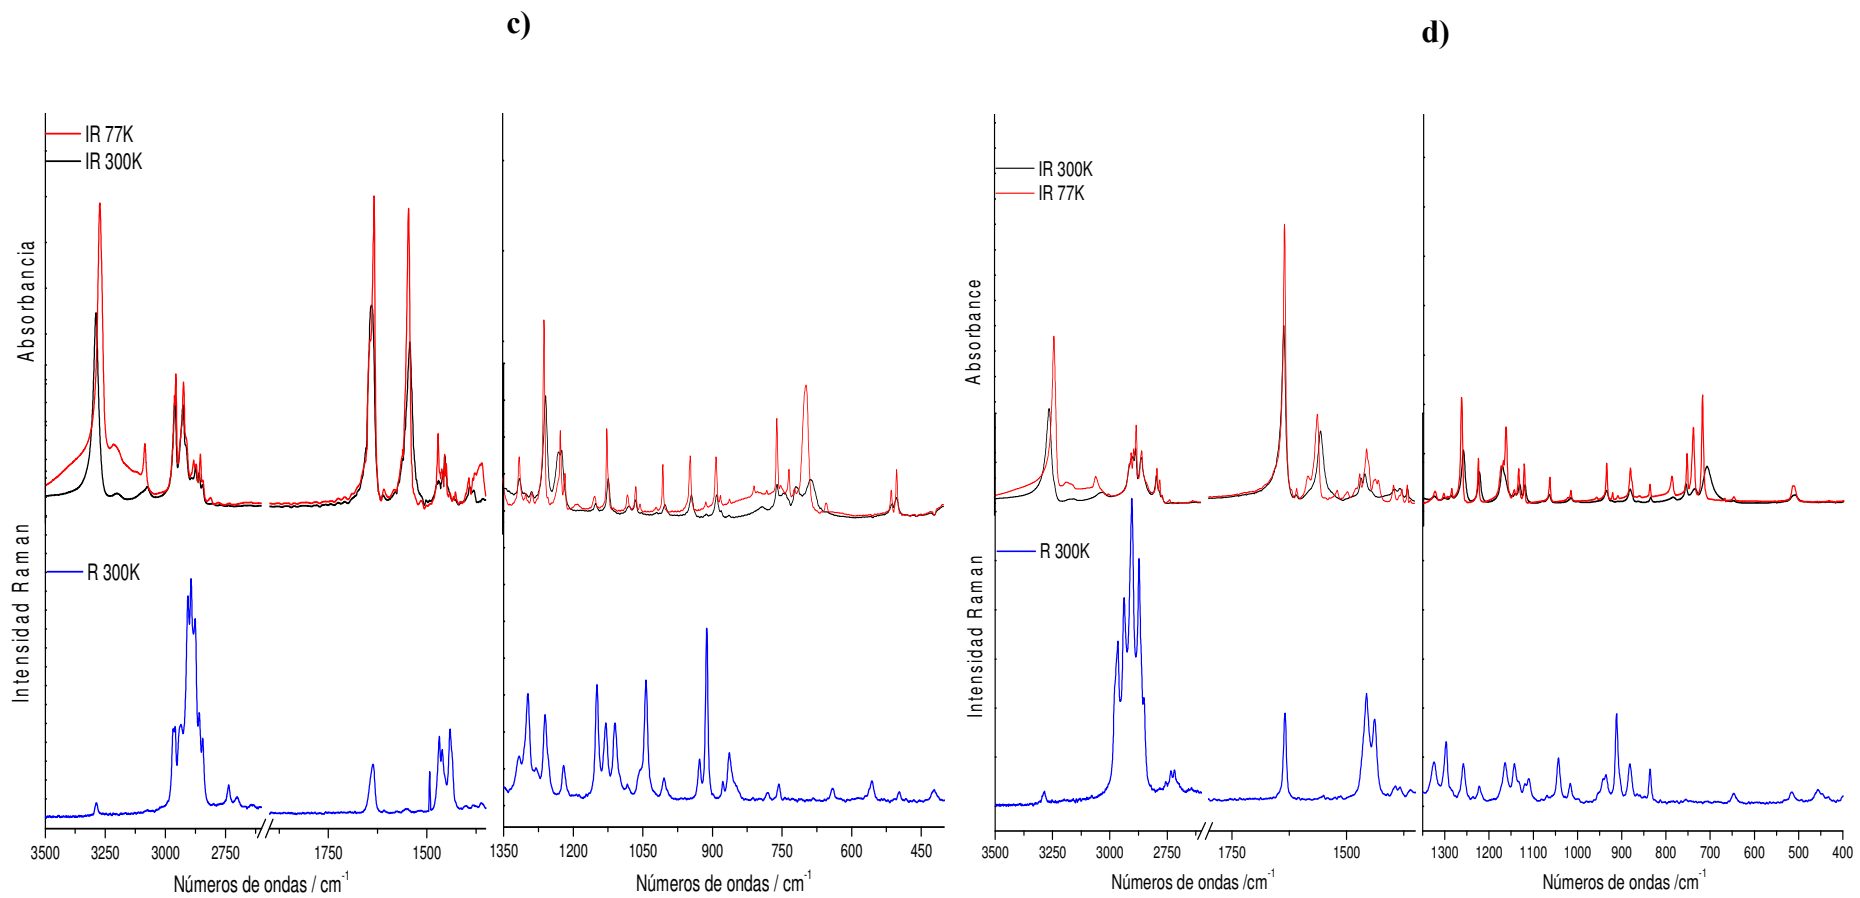 c)
d)
IR 77K
IR 300K
Absorbancia
R 300K
Intensidad Raman
3500 3250 3000 2750 1750 1500
Números de ondas / cm-1
1350 1200 1050 900 750 600 450
Números de ondas / cm-1
IR 300K
IR 77K
Absorbance
R 300K
Intensidad Raman
3500 3250 3000 2750 1750 1500
Números de ondas /cm-1
1300 1200 1100 1000 900 800 700 600 500 400
Números de ondas /cm-1